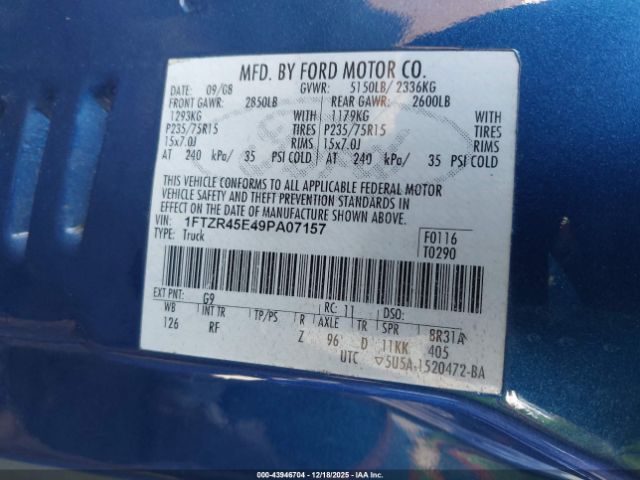 MFD. BY FORD MOTOR CO.
DATE: 09/08 GVWR: 5150LB/ 2336KG
FRONT GAWR: 2850LB REAR GAWR: 2600LB
1293KG WITH 1179KG WITH
P235/75R15 TIRES P235/75R15 TIRES
15x7.0J RIMS 15x7.0J RIMS
AT 240 kPa/ 35 PSI COLD AT 240 kPa/ 35 PSI COLD
THIS VEHICLE CONFORMS TO ALL APPLICABLE FEDERAL MOTOR
VEHICLE SAFETY AND THEFT PREVENTION STANDARDS IN
EFFECT ON THE DATE OF MANUFACTURE SHOWN ABOVE.
VIN: 1FTZR45E49PA07157 F0116
TYPE: Truck T0290
EXT PNT: G9 RC: 11 DSO:
WB INT TR TP/PS R AXLE TR SPR BR31A
126 RF Z 96 D 11KK 405
UTC ▽5U5A-1520472-BA
000-43946704 - 12/18/2025 - IAAI.COM